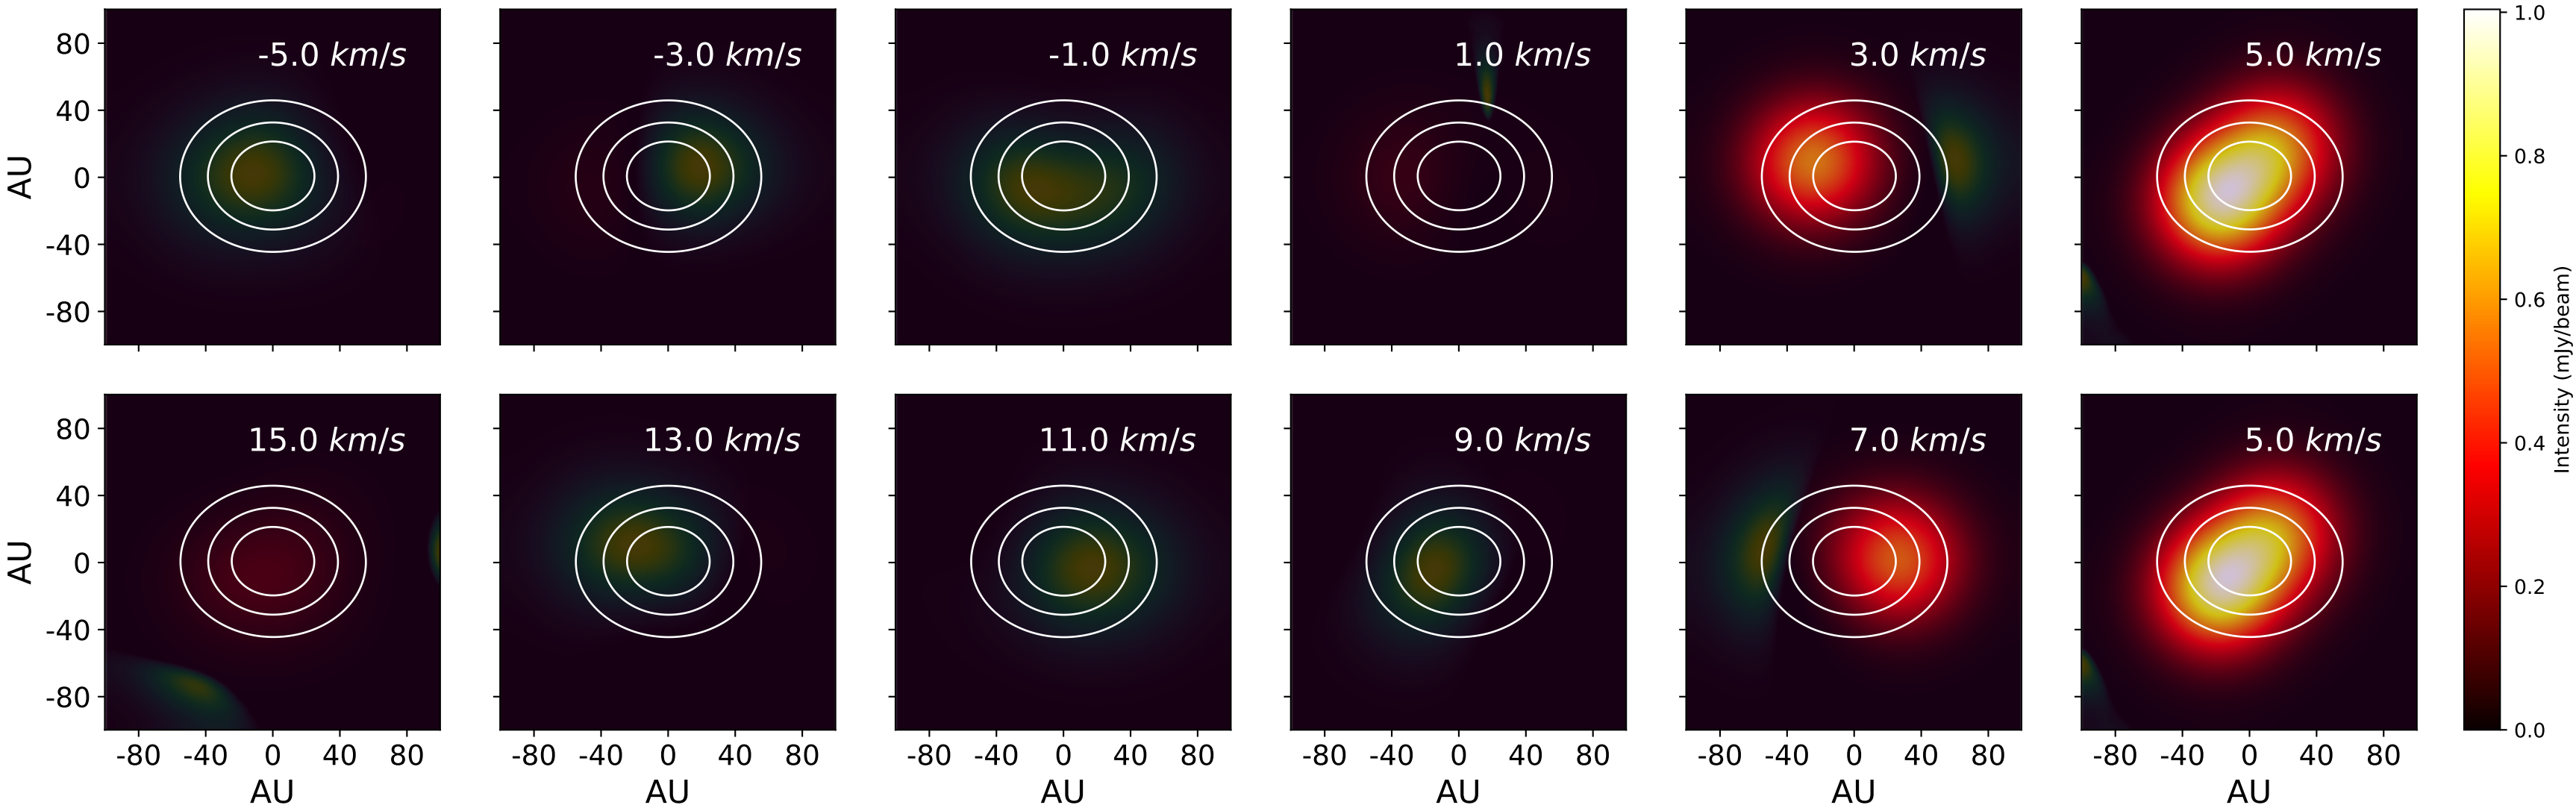 -5.0 km/s
-3.0 km/s
-1.0 km/s
1.0 km/s
3.0 km/s
5.0 km/s
80
40
0
-40
-80
AU
15.0 km/s
13.0 km/s
11.0 km/s
9.0 km/s
7.0 km/s
5.0 km/s
80
40
0
-40
-80
AU
-80 -40 0 40 80
-80 -40 0 40 80
-80 -40 0 40 80
-80 -40 0 40 80
-80 -40 0 40 80
-80 -40 0 40 80
AU
AU
AU
AU
AU
AU
1.0
0.8
0.6
0.4
0.2
0.0
Intensity (mJy/beam)